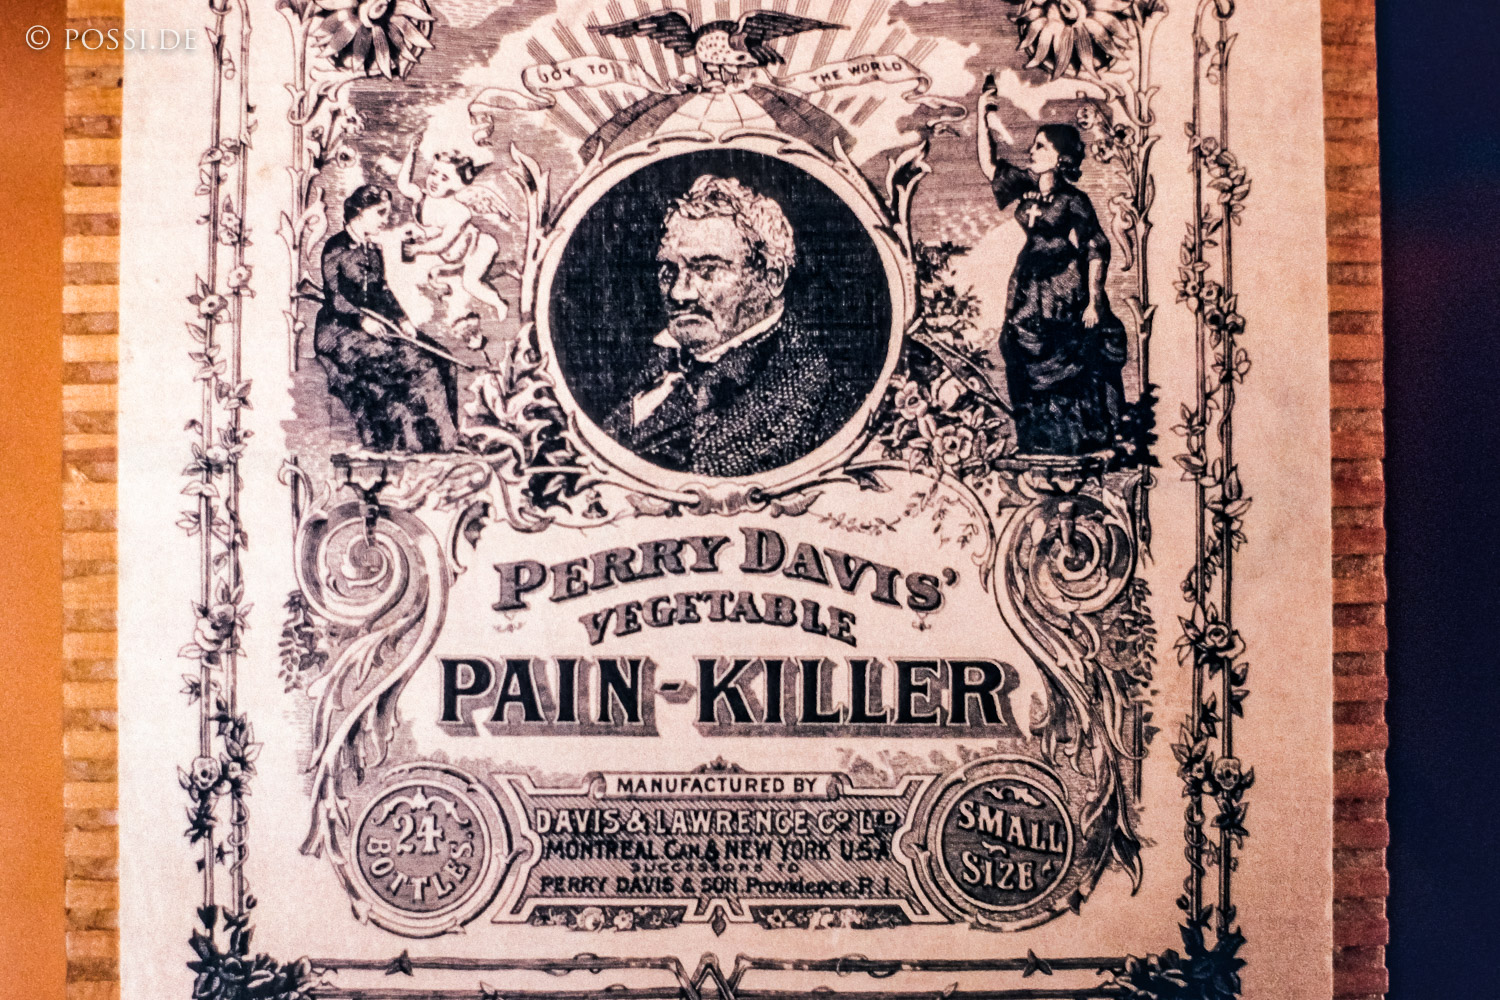 © POSSI.DE
JOY TO THE WORLD
PERRY DAVIS'
VEGETABLE
PAIN-KILLER
MANUFACTURED BY
DAVIS & LAWRENCE Co LTD
MONTREAL CAN. & NEW YORK USA
SUCCESSORS TO
PERRY DAVIS & SON, Providence, R.I.
24
BOTTLES.
SMALL
SIZE